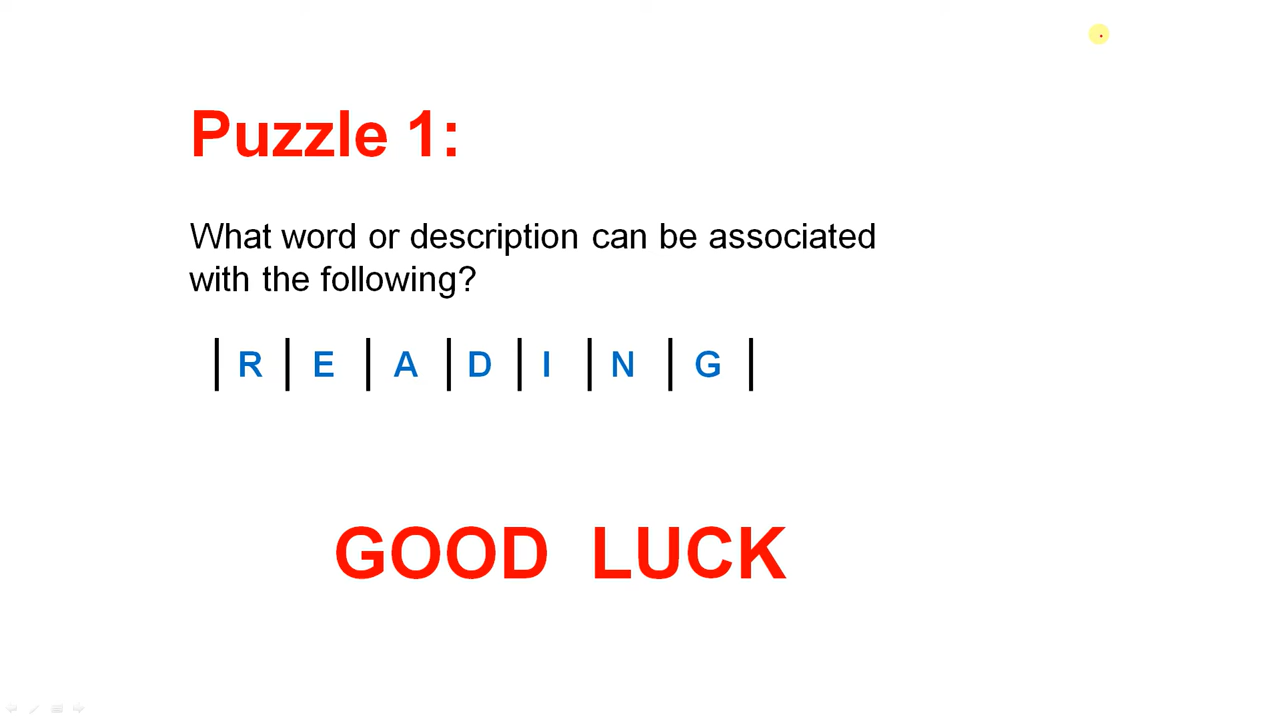 Puzzle 1:
What word or description can be associated
with the following?
| R | E | A | D | I | N | G |
GOOD LUCK